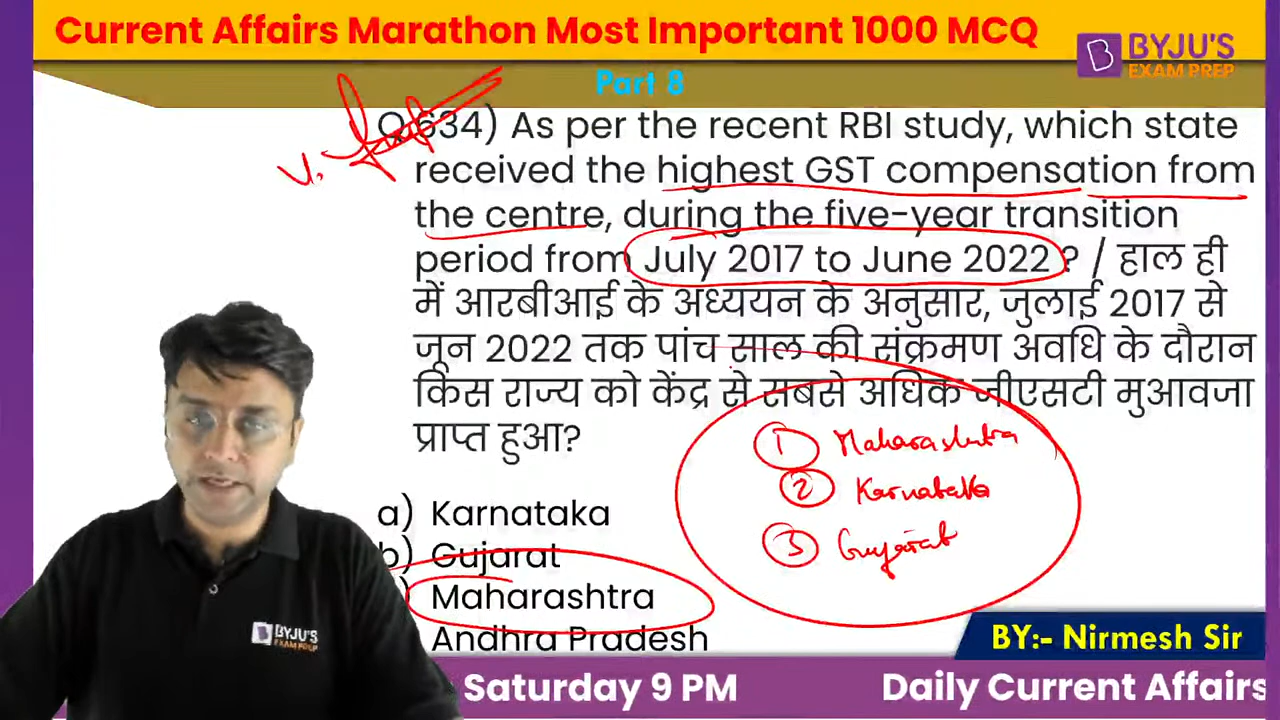 Current Affairs Marathon Most Important 1000 MCQ
BYJU'S
EXAM PREP
Part 8
Q.634) As per the recent RBI study, which state
received the highest GST compensation from
the centre, during the five-year transition
period from July 2017 to June 2022 ? / हाल ही
में आरबीआई के अध्ययन के अनुसार, जुलाई 2017 से
जून 2022 तक पांच साल की संक्रमण अवधि के दौरान
किस राज्य को केंद्र से सबसे अधिक जीएसटी मुआवजा
प्राप्त हुआ?
1 Maharashtra
2 Karnataka
3 Gujarat
a) Karnataka
b) Gujarat
) Maharashtra
Andhra Pradesh
BYJU'S
EXAM PREP
BY:- Nirmesh Sir
Saturday 9 PM
Daily Current Affairs